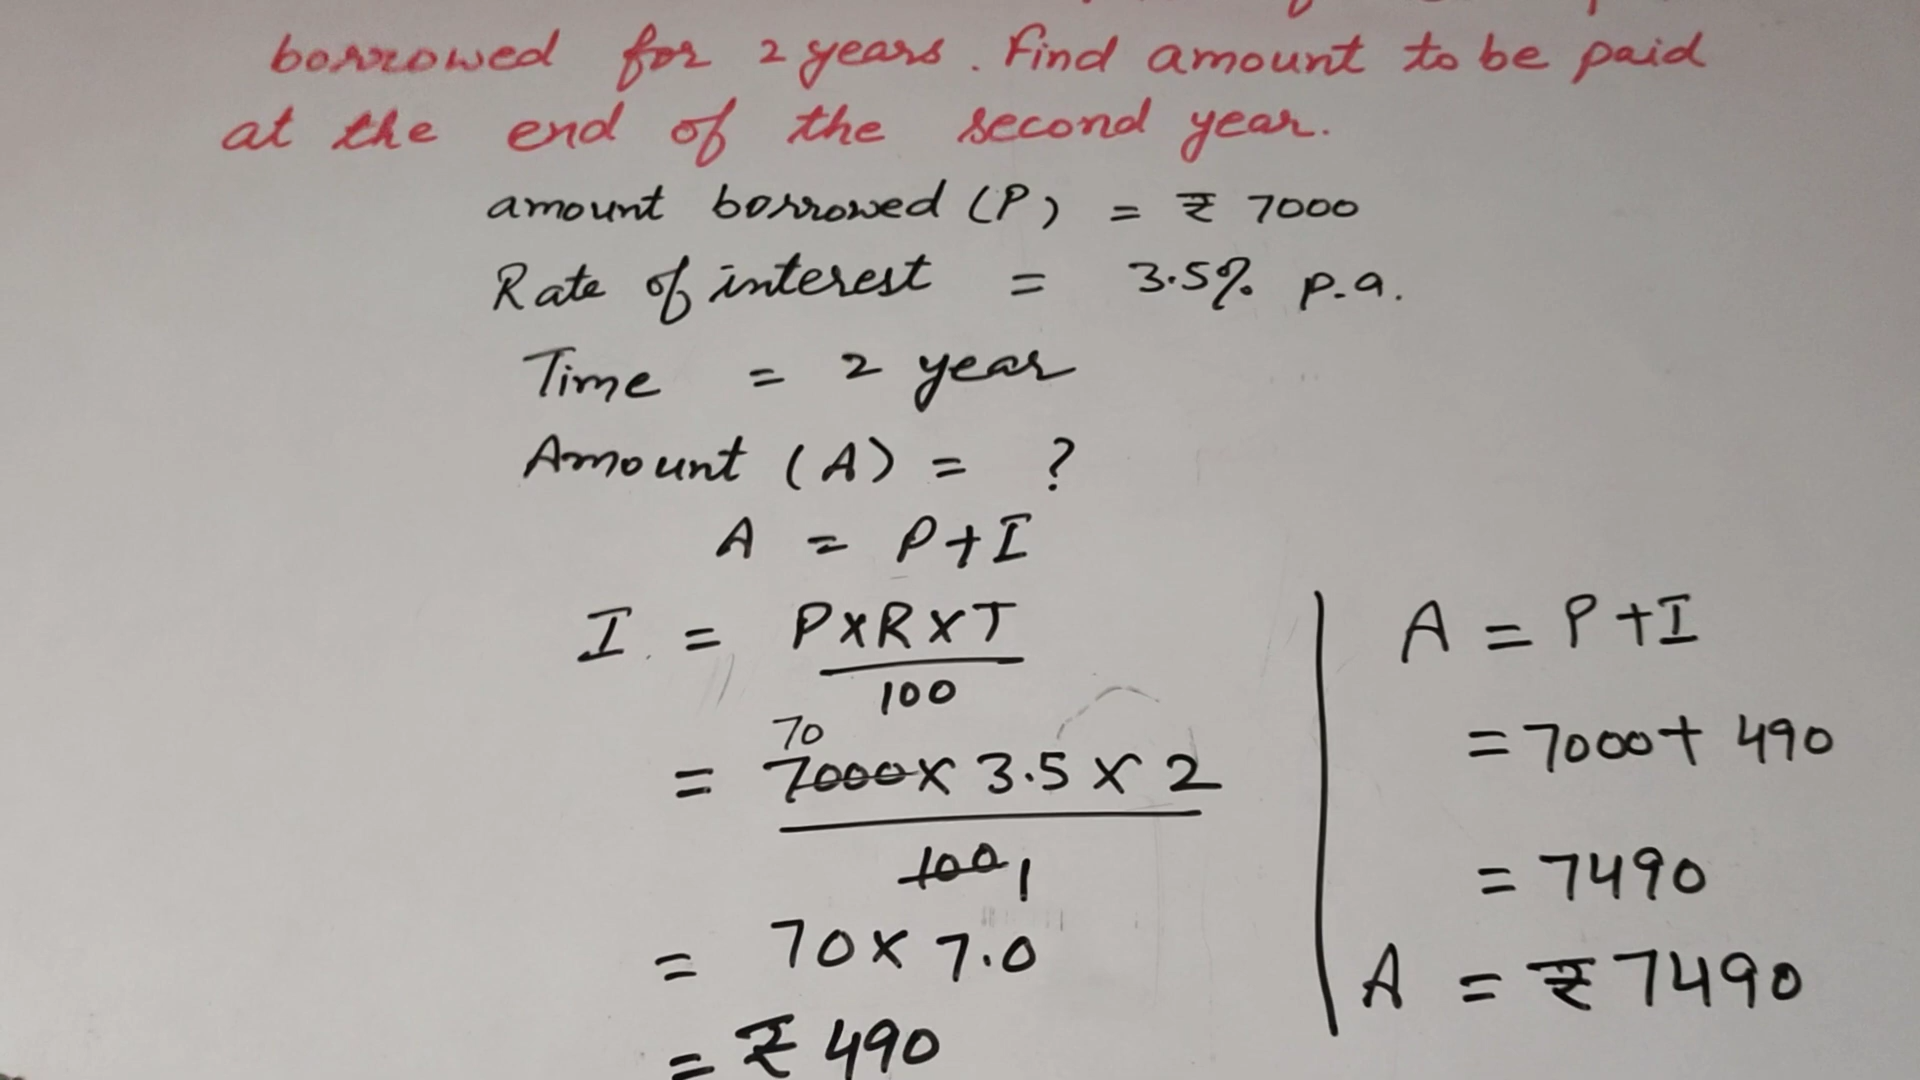 borrowed for 2 years. Find amount to be paid
at the end of the second year.
amount borrowed (P) = ₹ 7000
Rate of interest = 3.5% p.a.
Time = 2 year
Amount (A) = ?
A = P+I
I = P×R×T
100
70
= 7000× 3.5 × 2
100 1
= 70× 7.0
= ₹ 490
A = P+I
= 7000+ 490
= 7490
A = ₹ 7490